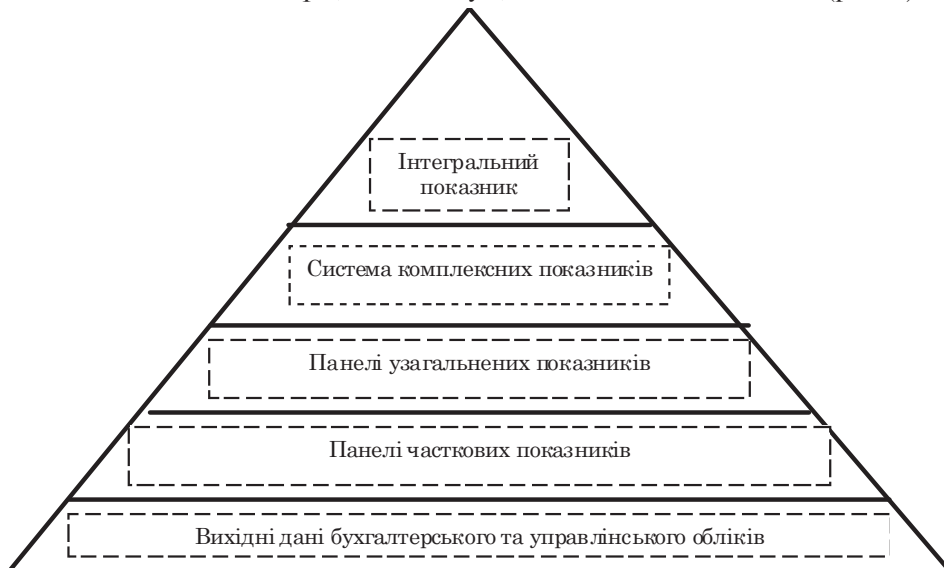 Інтегральний
показник
Система комплексних показників
Панелі узагальнених показників
Панелі часткових показників
Вихідні дані бухгалтерського та управлінського обліків